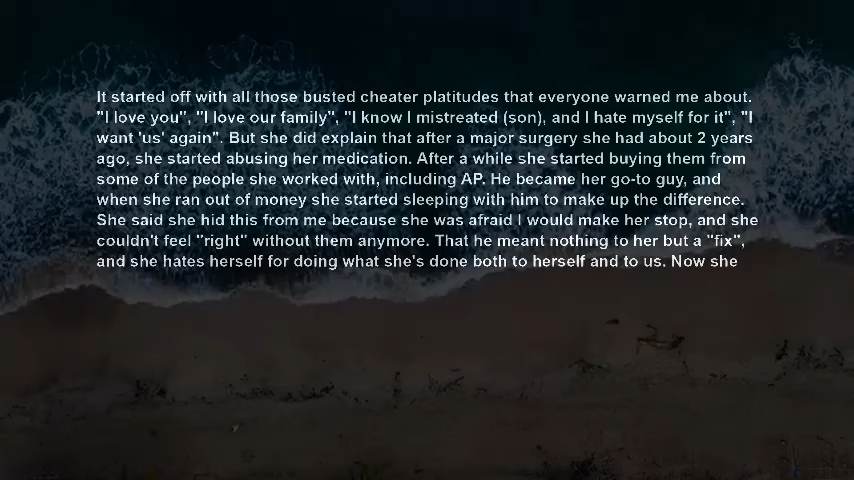 It started off with all those busted cheater platitudes that everyone warned me about.
"I love you", "I love our family", "I know I mistreated (son), and I hate myself for it", "I
want 'us' again". But she did explain that after a major surgery she had about 2 years
ago, she started abusing her medication. After a while she started buying them from
some of the people she worked with, including AP. He became her go-to guy, and
when she ran out of money she started sleeping with him to make up the difference.
She said she hid this from me because she was afraid I would make her stop, and she
couldn't feel "right" without them anymore. That he meant nothing to her but a "fix",
and she hates herself for doing what she's done both to herself and to us. Now she